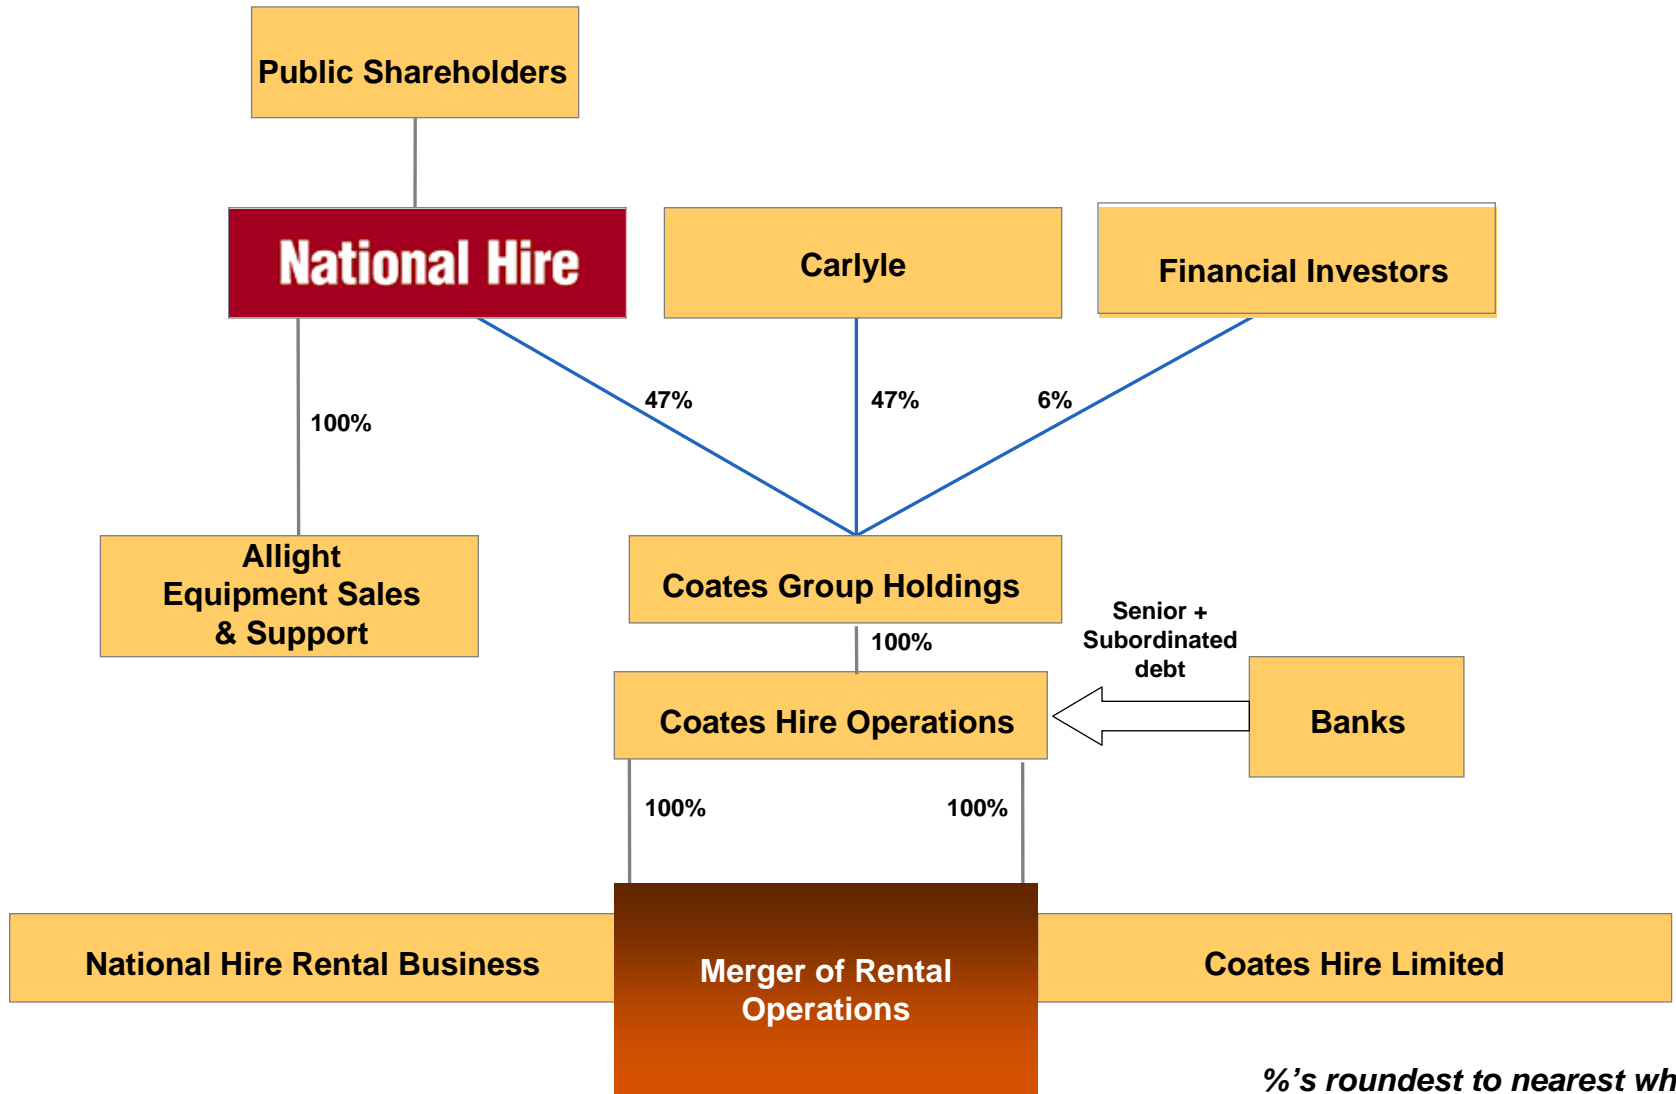 Public Shareholders
National Hire
Carlyle
Financial Investors
47%
47%
6%
100%
Allight
Equipment Sales
& Support
Coates Group Holdings
100%
Senior +
Subordinated
debt
Coates Hire Operations
Banks
100%
100%
National Hire Rental Business
Merger of Rental
Operations
Coates Hire Limited
%’s roundest to nearest wh